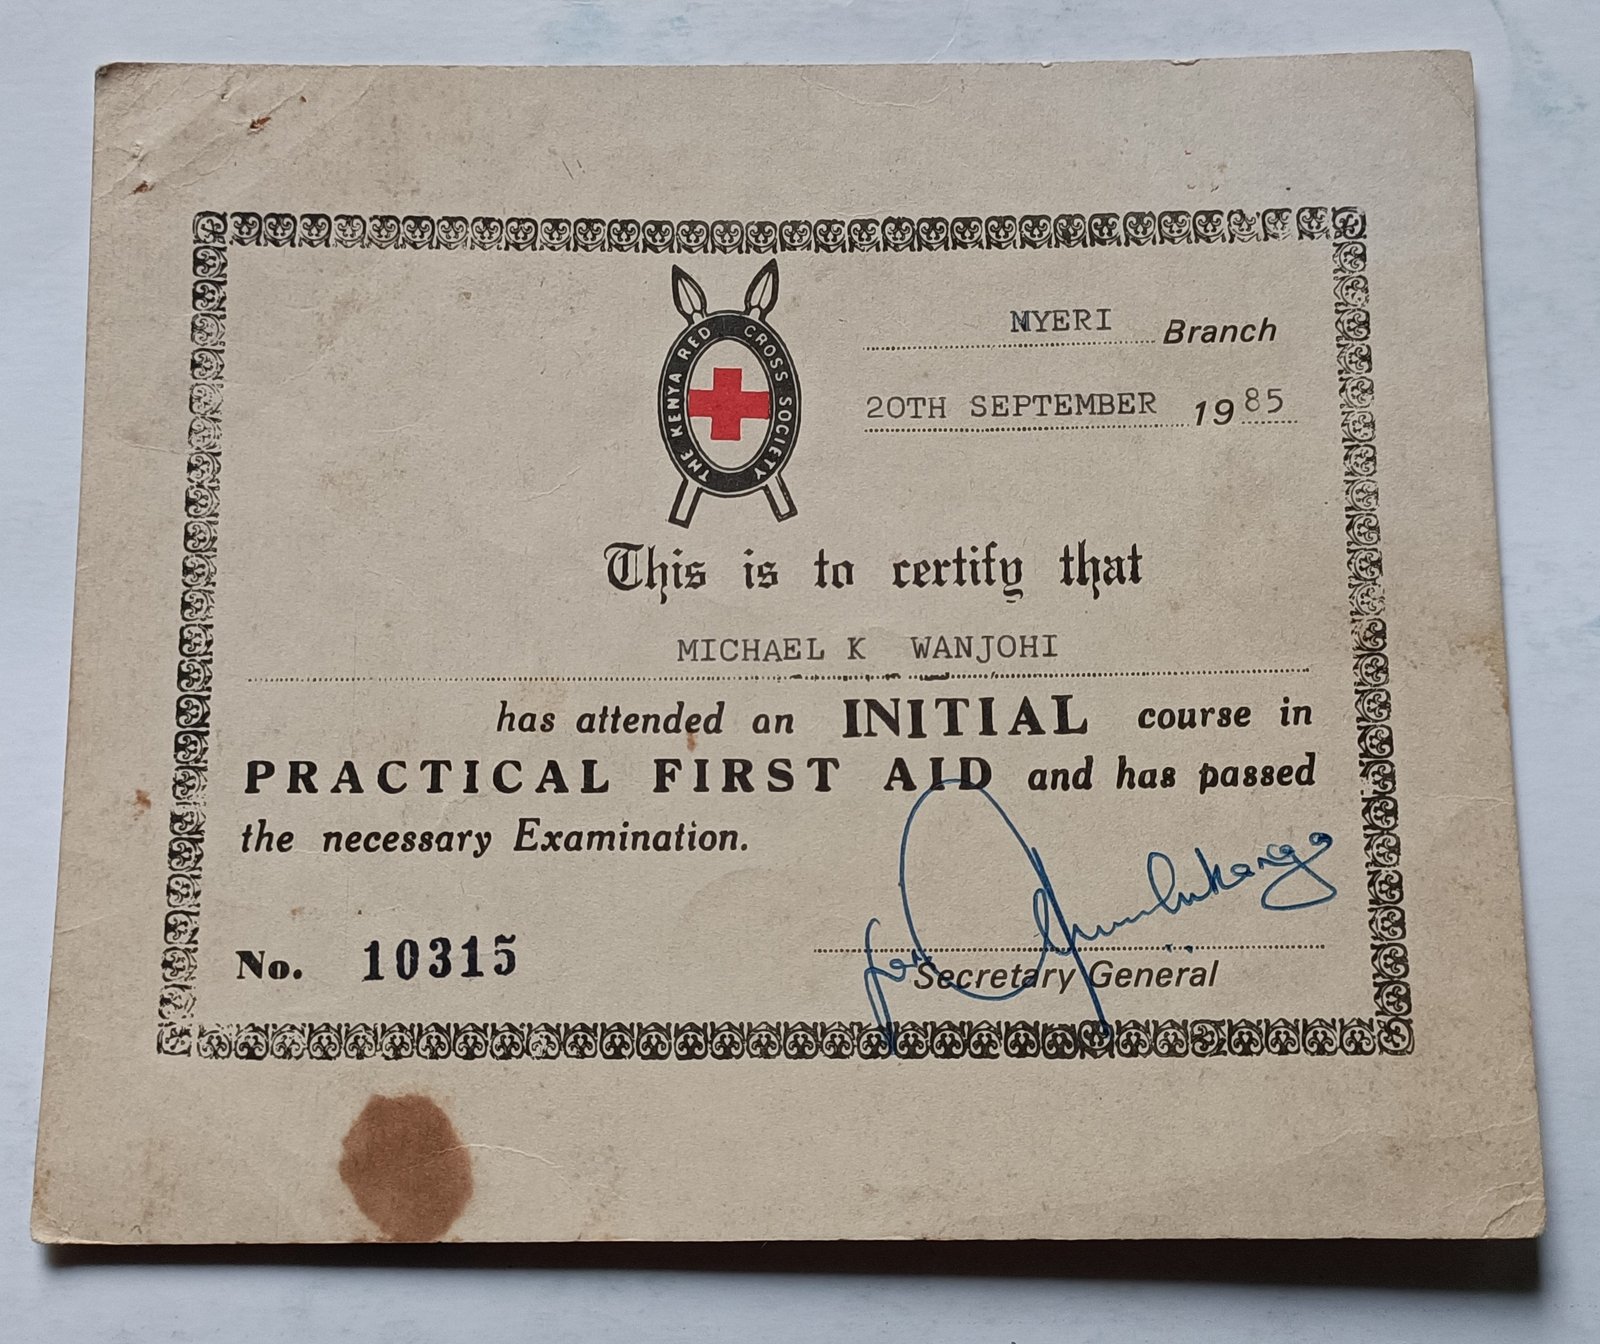 THE KENYA RED CROSS SOCIETY
NYERI Branch
20TH SEPTEMBER 1985
This is to certify that
MICHAEL K WANJOHI
has attended an INITIAL course in
PRACTICAL FIRST AID and has passed
the necessary Examination.
No. 10315
Secretary General